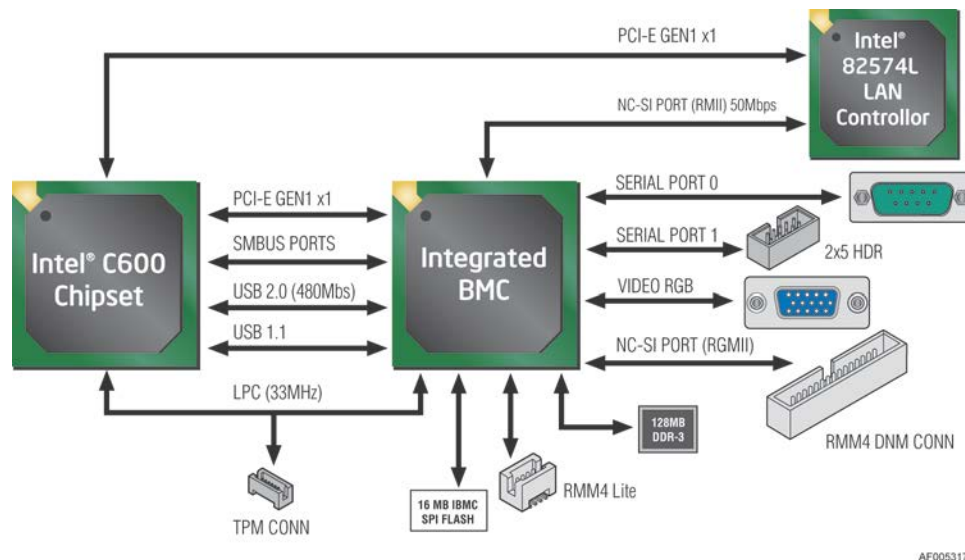 PCI-E GEN1 x1
Intel®
82574L
LAN
Controllor
NC-SI PORT (RMII) 50Mbps
Intel® C600
Chipset
PCI-E GEN1 x1
SMBUS PORTS
USB 2.0 (480Mbs)
USB 1.1
LPC (33MHz)
Integrated
BMC
SERIAL PORT 0
SERIAL PORT 1
2x5 HDR
VIDEO RGB
NC-SI PORT (RGMII)
RMM4 DNM CONN
128MB
DDR-3
RMM4 Lite
16 MB IBMC
SPI FLASH
TPM CONN